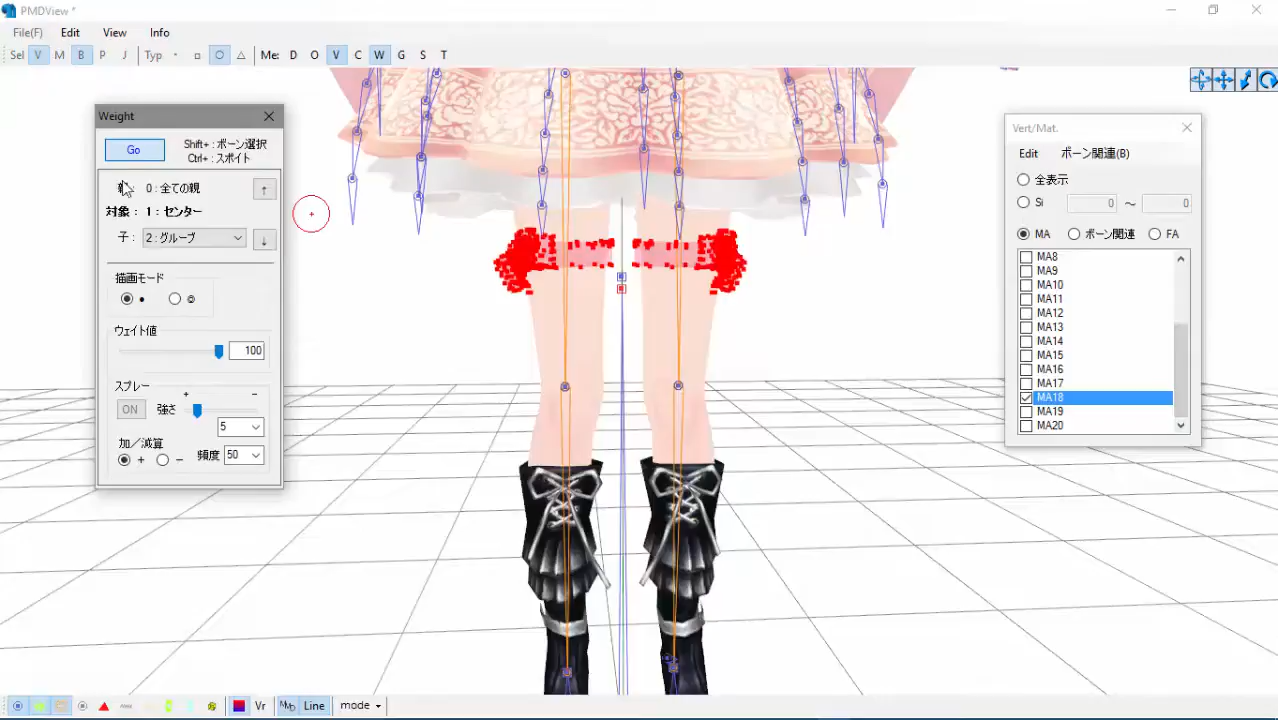 PMDView *
File(F) Edit View Info
Sel V M B P J Typ Me: D O V C W G S T
Weight
Go
Shift+ : ボーン選択
Ctrl+ : スポイト
0 : 全ての親
↑
対象 : 1 : センター
子 : 2 : グループ
↓
描画モード
● ◎
ウェイト値
100
スプレー
+ −
ON 強さ
5
加/減算
+ − 頻度 50
Vert/Mat.
Edit ボーン関連(B)
全表示
Si 0 ～ 0
MA ボーン関連 FA
MA8
MA9
MA10
MA11
MA12
MA13
MA14
MA15
MA16
MA17
MA18
MA19
MA20
Vr Line mode